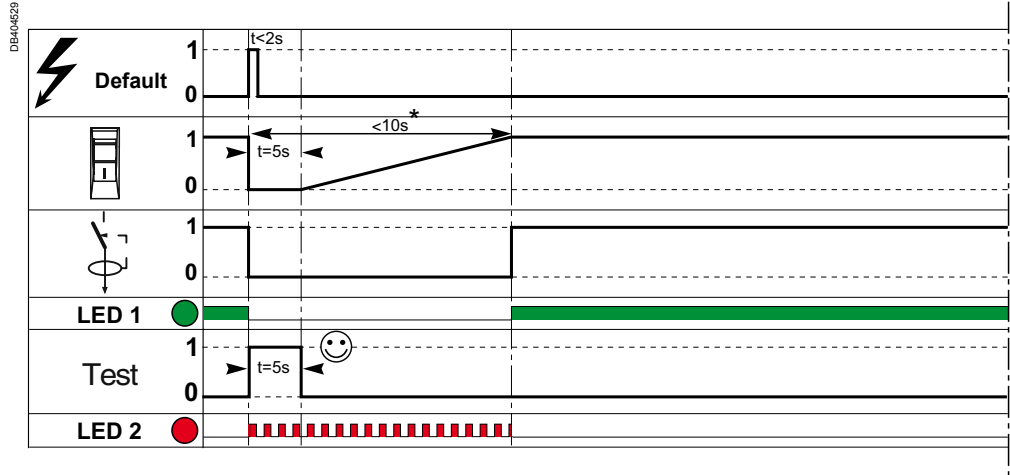 DB404529
t<2s
1
Default
0
<10s*
1
t=5s
0
1
0
LED 1
1
Test
t=5s
0
LED 2